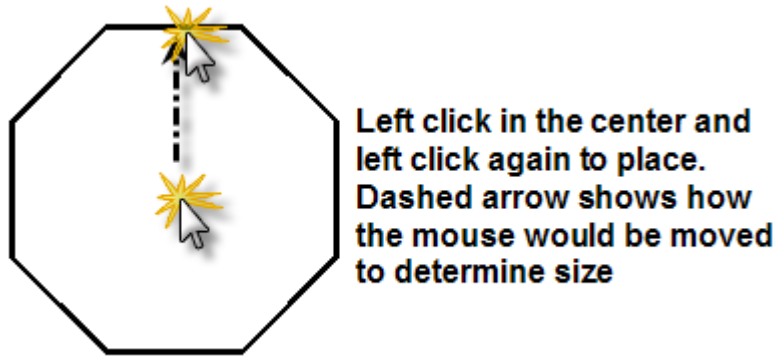 Left click in the center and
left click again to place.
Dashed arrow shows how
the mouse would be moved
to determine size